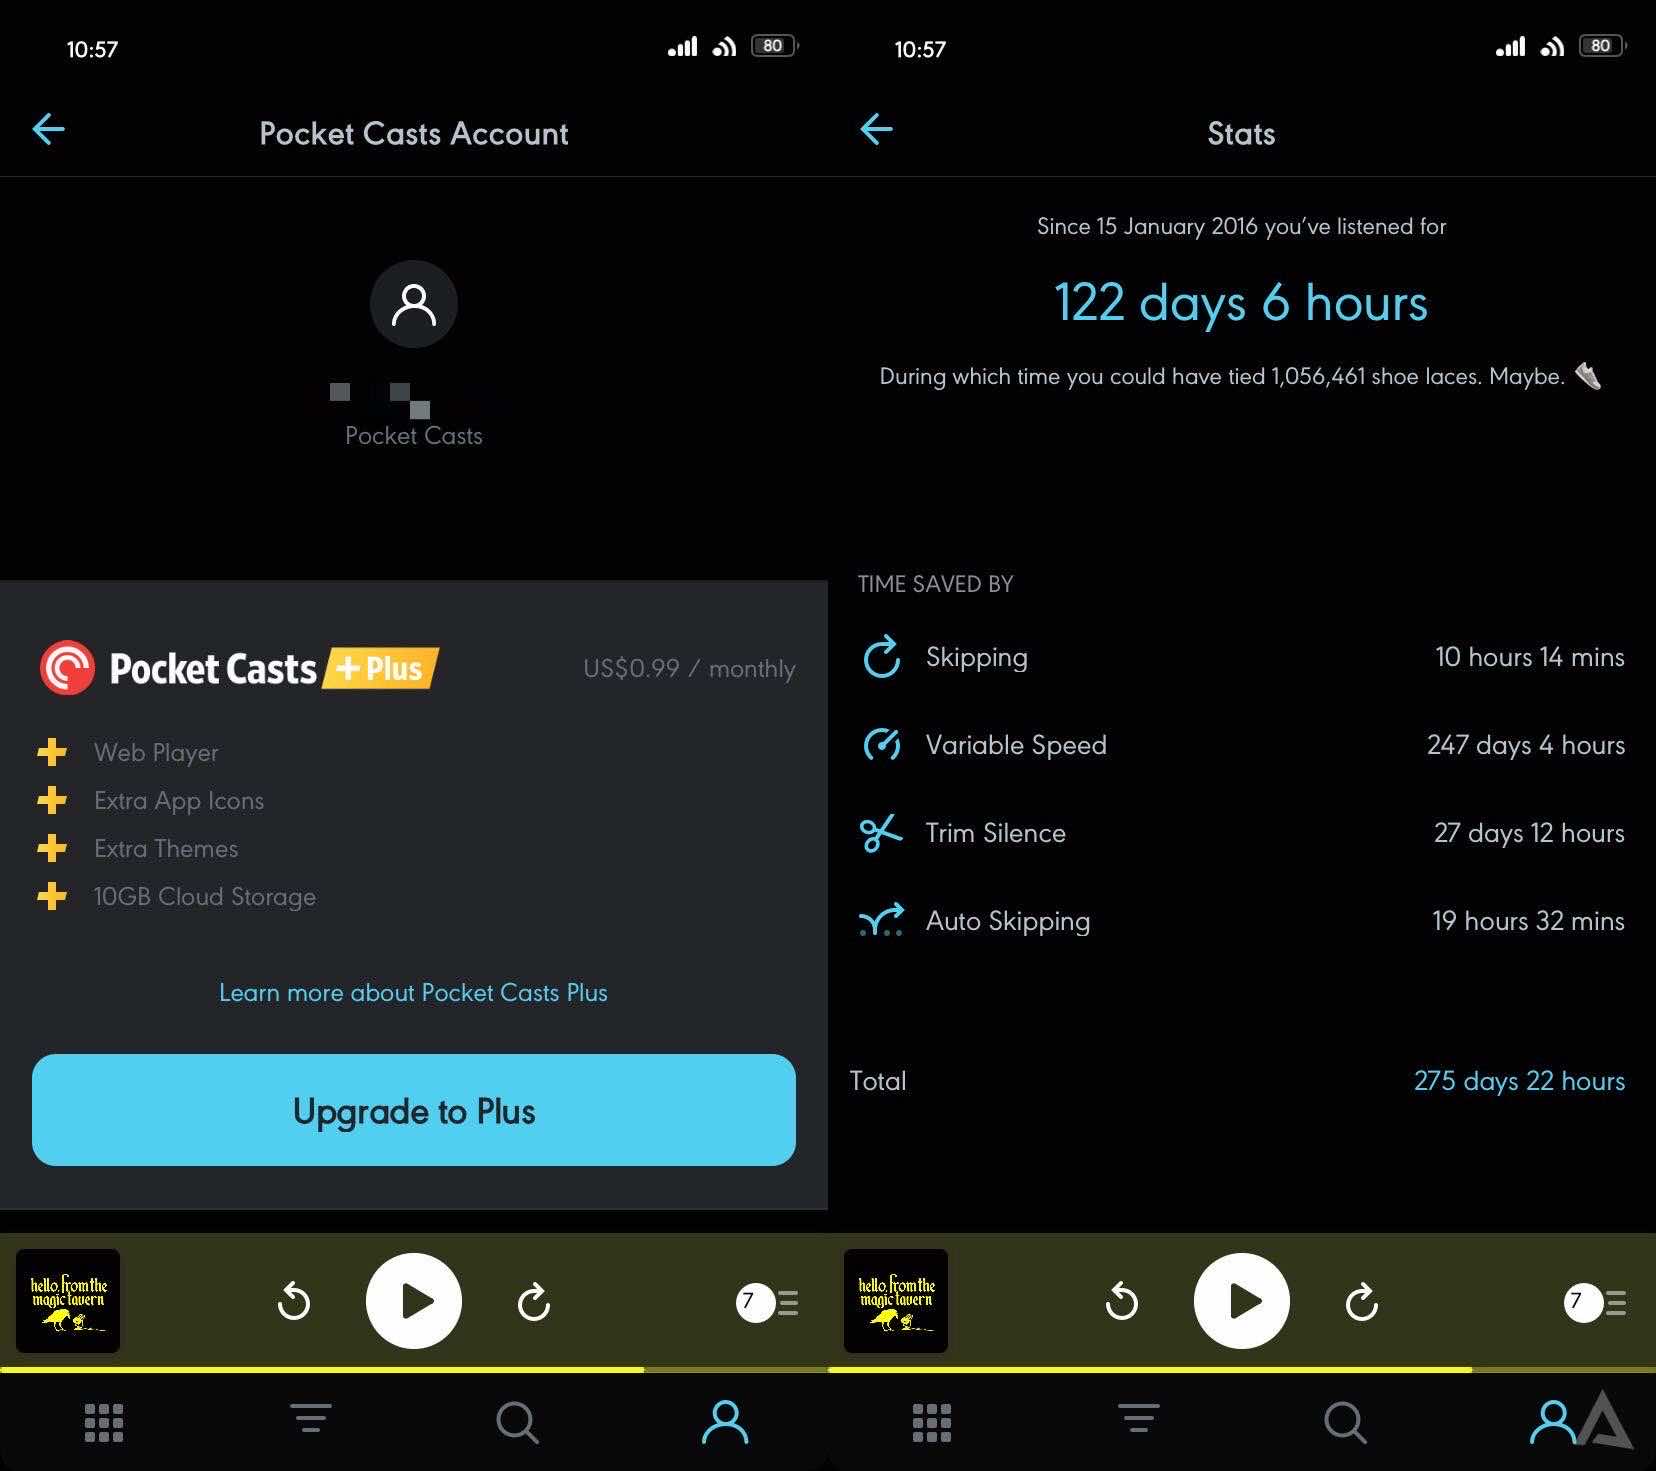 10:57
80
Pocket Casts Account
Pocket Casts
Pocket Casts + Plus
US$0.99 / monthly
Web Player
Extra App Icons
Extra Themes
10GB Cloud Storage
Learn more about Pocket Casts Plus
Upgrade to Plus
hello from the
magic tavern
7
10:57
80
Stats
Since 15 January 2016 you've listened for
122 days 6 hours
During which time you could have tied 1,056,461 shoe laces. Maybe.
TIME SAVED BY
Skipping
10 hours 14 mins
Variable Speed
247 days 4 hours
Trim Silence
27 days 12 hours
Auto Skipping
19 hours 32 mins
Total
275 days 22 hours
hello from the
magic tavern
7